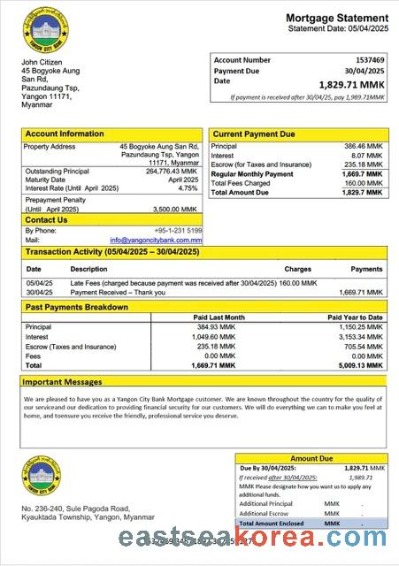 YANGON CITY BANK
Mortgage Statement
Statement Date: 05/04/2025
John Citizen
45 Bogyoke Aung
San Rd,
Pazundaung Tsp,
Yangon 11171,
Myanmar
Account Number 1537469
Payment Due 30/04/2025
Date
1,829.71 MMK
If payment is received after 30/04/25, pay 1,989.71MMK
Account Information
Property Address 45 Bogyoke Aung San Rd,
Pazundaung Tsp, Yangon
11171, Myanmar
Outstanding Principal 264,776.43 MMK
Maturity Date April 2025
Interest Rate (Until April 2025) 4.75%
Prepayment Penalty
(Until April 2025) 3,500.00 MMK
Contact Us
By Phone: +95-1-231 5199
Mail: info@yangoncitybank.com.mm
Current Payment Due
Principal 386.46 MMK
Interest 8.07 MMK
Escrow (for Taxes and Insurance) 235.18 MMK
Regular Monthly Payment 1,669.7 MMK
Total Fees Charged 160.00 MMK
Total Amount Due 1,829.7 MMK
Transaction Activity (05/04/2025 – 30/04/2025)
Date Description Charges Payments
05/04/25 Late Fees (charged because payment was received after 30/04/2025) 160.00 MMK
30/04/25 Payment Received – Thank you 1,669.71 MMK
Past Payments Breakdown
Paid Last Month Paid Year to Date
Principal 384.93 MMK 1,150.25 MMK
Interest 1,049.60 MMK 3,153.34 MMK
Escrow (Taxes and Insurance) 235.18 MMK 705.54 MMK
Fees 0.00 MMK 0.00 MMK
Total 1,669.71 MMK 5,009.13 MMK
Important Messages
We are pleased to have you as a Yangon City Bank Mortgage customer. We are known throughout the country for the quality of
our serviceand our dedication to providing financial security for our customers. We will do everything we can to make you feel at
home, and toensure you receive the friendly, professional service you deserve.
YANGON CITY BANK
No. 236-240, Sule Pagoda Road,
Kyauktada Township, Yangon, Myanmar
Amount Due
Due By 30/04/2025: 1,829.71 MMK
If received after 30/04/2025: 1,989.71
MMK Please designate how you want us to apply any
additional funds.
Additional Principal MMK .
Additional Escrow MMK .
Total Amount Enclosed MMK .
eastseakorea.com